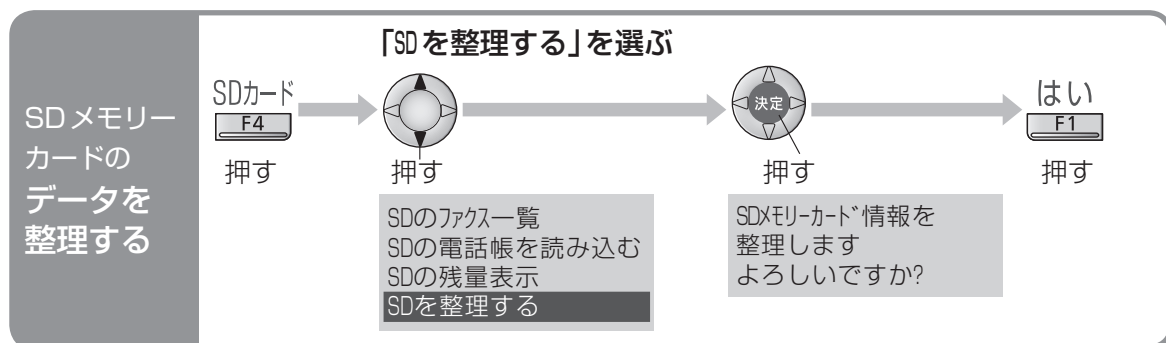 SDメモリー
カードの
データを
整理する
「SDを整理する」を選ぶ
SDカード
F4
押す
押す
SDのファクス一覧
SDの電話帳を読み込む
SDの残量表示
SDを整理する
決定
押す
SDメモリーカード情報を
整理します
よろしいですか?
はい
F1
押す